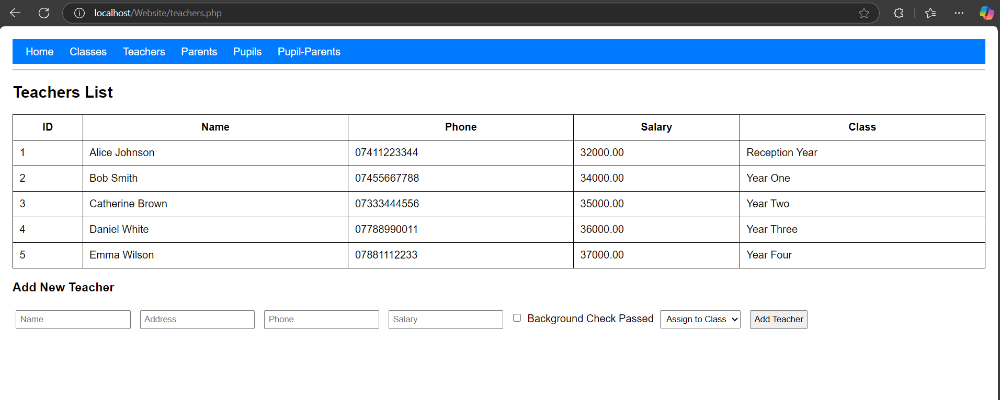 localhost/Website/teachers.php
Home Classes Teachers Parents Pupils Pupil-Parents
Teachers List
ID Name Phone Salary Class
1 Alice Johnson 07411223344 32000.00 Reception Year
2 Bob Smith 07455667788 34000.00 Year One
3 Catherine Brown 07333444556 35000.00 Year Two
4 Daniel White 07788990011 36000.00 Year Three
5 Emma Wilson 07881112233 37000.00 Year Four
Add New Teacher
Name Address Phone Salary Background Check Passed Assign to Class Add Teacher